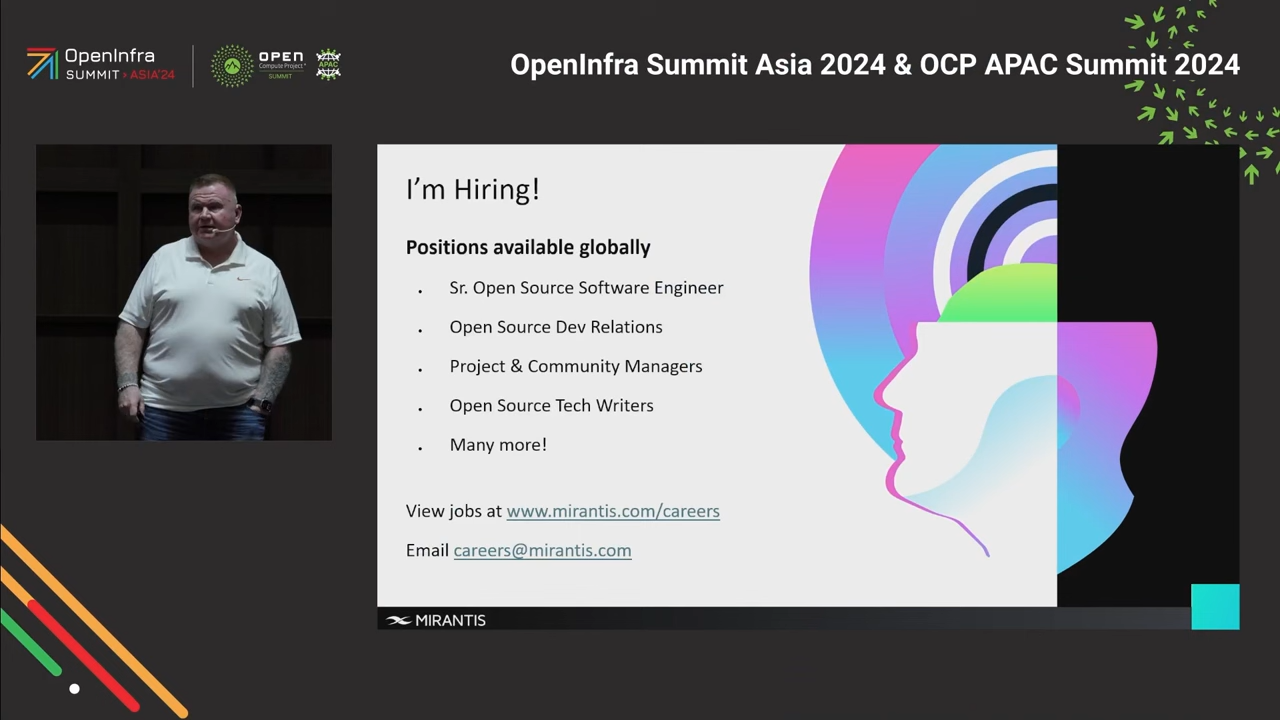 OpenInfra
SUMMIT ASIA'24
OPEN
Compute Project®
SUMMIT
APAC
OpenInfra Summit Asia 2024 & OCP APAC Summit 2024
I'm Hiring!
Positions available globally
. Sr. Open Source Software Engineer
. Open Source Dev Relations
. Project & Community Managers
. Open Source Tech Writers
. Many more!
View jobs at www.mirantis.com/careers
Email careers@mirantis.com
MIRANTIS